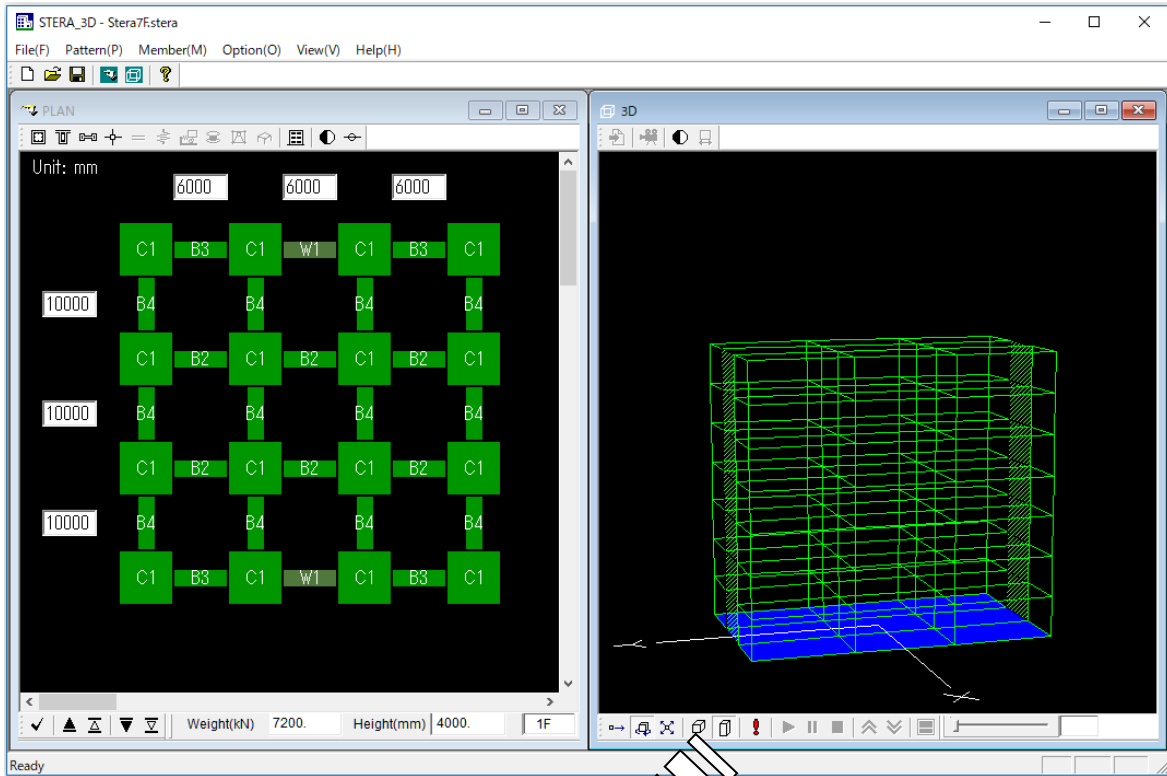 STERA_3D - Stera7F.stera
File(F) Pattern(P) Member(M) Option(O) View(V) Help(H)
PLAN
Unit: mm
6000 6000 6000
C1 B3 C1 W1 C1 B3 C1
10000 B4 B4 B4 B4
C1 B2 C1 B2 C1 B2 C1
10000 B4 B4 B4 B4
C1 B2 C1 B2 C1 B2 C1
10000 B4 B4 B4 B4
C1 B3 C1 W1 C1 B3 C1
Weight(kN) 7200. Height(mm) 4000. 1F
3D
Y
X
Ready